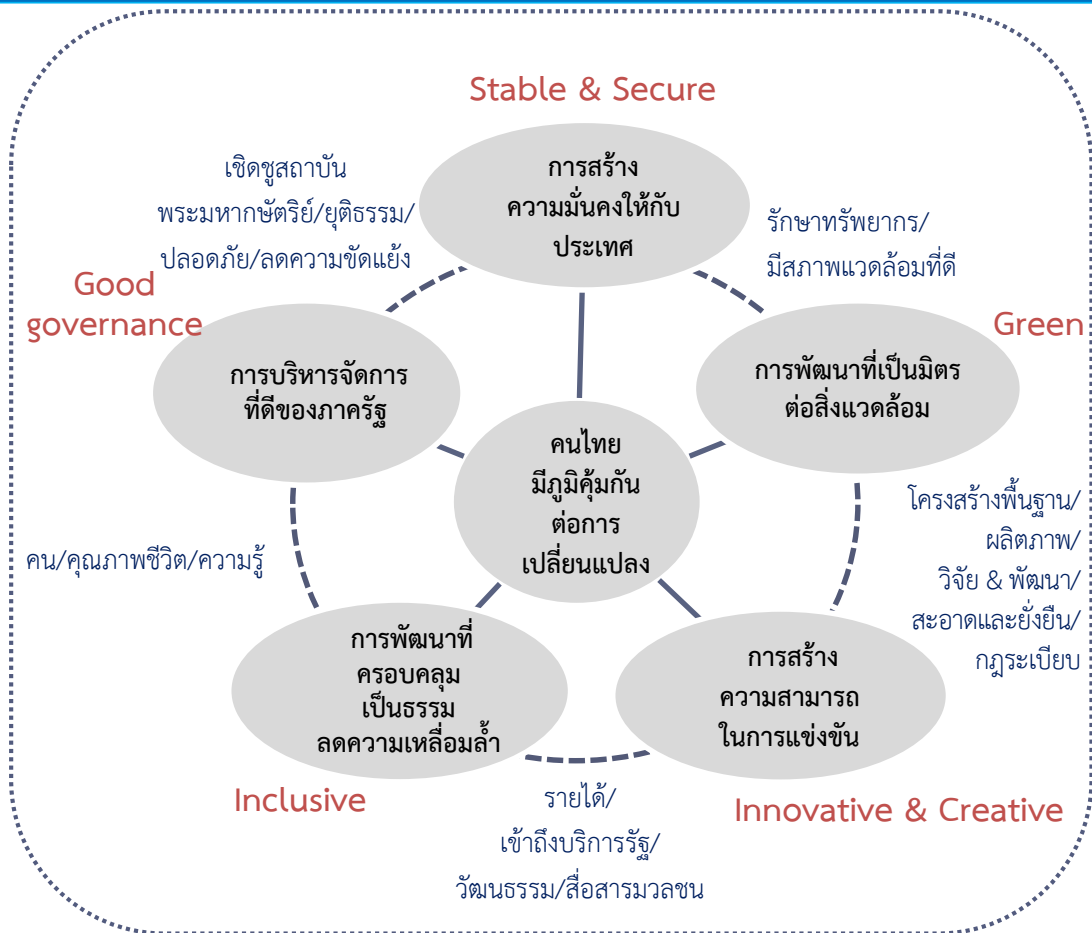 Stable & Secure
การสร้าง
ความมั่นคงให้กับ
ประเทศ
เชิดชูสถาบัน
พระมหากษัตริย์/ยุติธรรม/
ปลอดภัย/ลดความขัดแย้ง
รักษาทรัพยากร/
มีสภาพแวดล้อมที่ดี
Good
governance
Green
การบริหารจัดการ
ที่ดีของภาครัฐ
การพัฒนาที่เป็นมิตร
ต่อสิ่งแวดล้อม
คนไทย
มีภูมิคุ้มกัน
ต่อการ
เปลี่ยนแปลง
โครงสร้างพื้นฐาน/
ผลิตภาพ/
วิจัย & พัฒนา/
สะอาดและยั่งยืน/
กฎระเบียบ
คน/คุณภาพชีวิต/ความรู้
การพัฒนาที่
ครอบคลุม
เป็นธรรม
ลดความเหลื่อมล้ำ
การสร้าง
ความสามารถ
ในการแข่งขัน
Inclusive
Innovative & Creative
รายได้/
เข้าถึงบริการรัฐ/
วัฒนธรรม/สื่อสารมวลชน